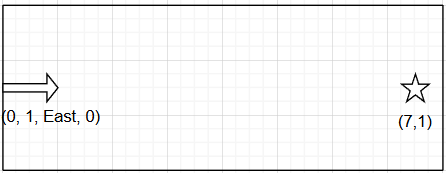 (0, 1, East, 0)
(7,1)